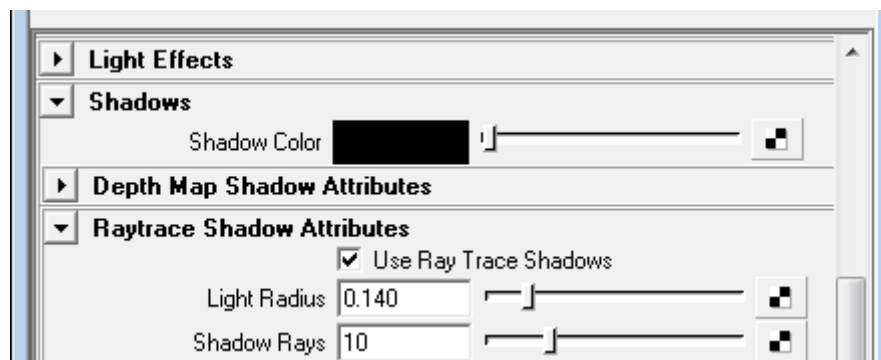 Light Effects
Shadows
Shadow Color
Depth Map Shadow Attributes
Raytrace Shadow Attributes
Use Ray Trace Shadows
Light Radius 0.140
Shadow Rays 10